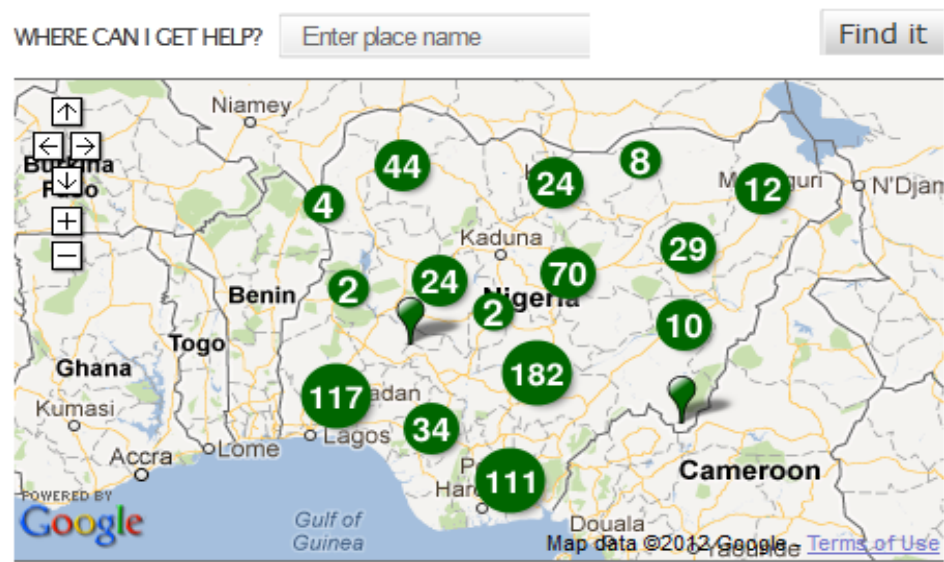 WHERE CAN I GET HELP? Enter place name Find it
Niamey
44
8
24
12
N'Djam
4
Kaduna
29
70
24
2
Benin
Nigeria
2
10
Togo
Ghana
182
117
Kumasi
34
Lagos
Lome
Accra
111
Cameroon
POWERED BY
Google
Gulf of
Guinea
Douala
Map data ©2012 Google - Terms of Use